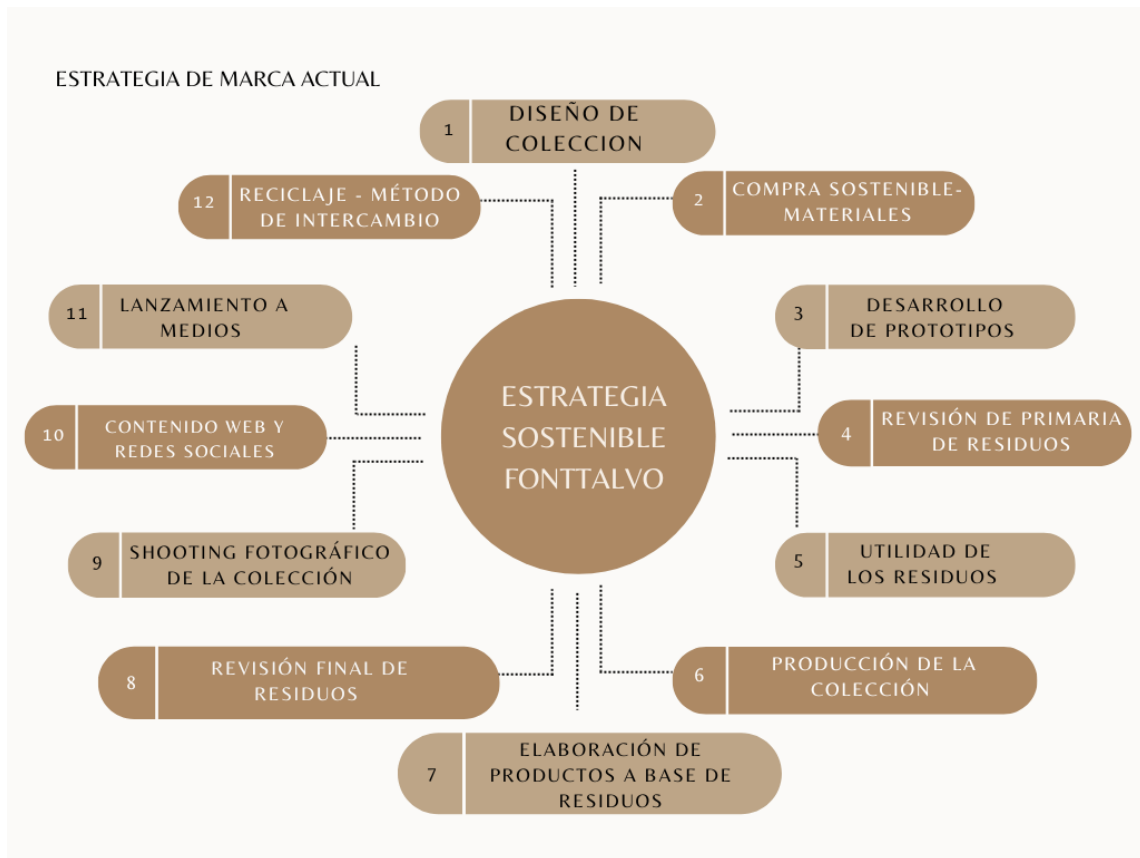 ESTRATEGIA DE MARCA ACTUAL
1
DISEÑO DE
COLECCION
2
COMPRA SOSTENIBLE-
MATERIALES
3
DESARROLLO
DE PROTOTIPOS
4
REVISIÓN DE PRIMARIA
DE RESIDUOS
5
UTILIDAD DE
LOS RESIDUOS
6
PRODUCCIÓN DE LA
COLECCIÓN
7
ELABORACIÓN DE
PRODUCTOS A BASE DE
RESIDUOS
8
REVISIÓN FINAL DE
RESIDUOS
9
SHOOTING FOTOGRÁFICO
DE LA COLECCIÓN
10
CONTENIDO WEB Y
REDES SOCIALES
11
LANZAMIENTO A
MEDIOS
12
RECICLAJE - MÉTODO
DE INTERCAMBIO
ESTRATEGIA
SOSTENIBLE
FONTTALVO